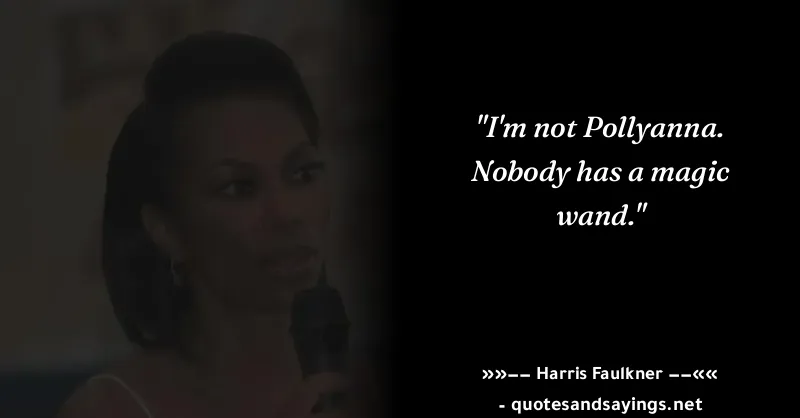 "I'm not Pollyanna.
Nobody has a magic
wand."
»»−− Harris Faulkner −−««
- quotesandsayings.net